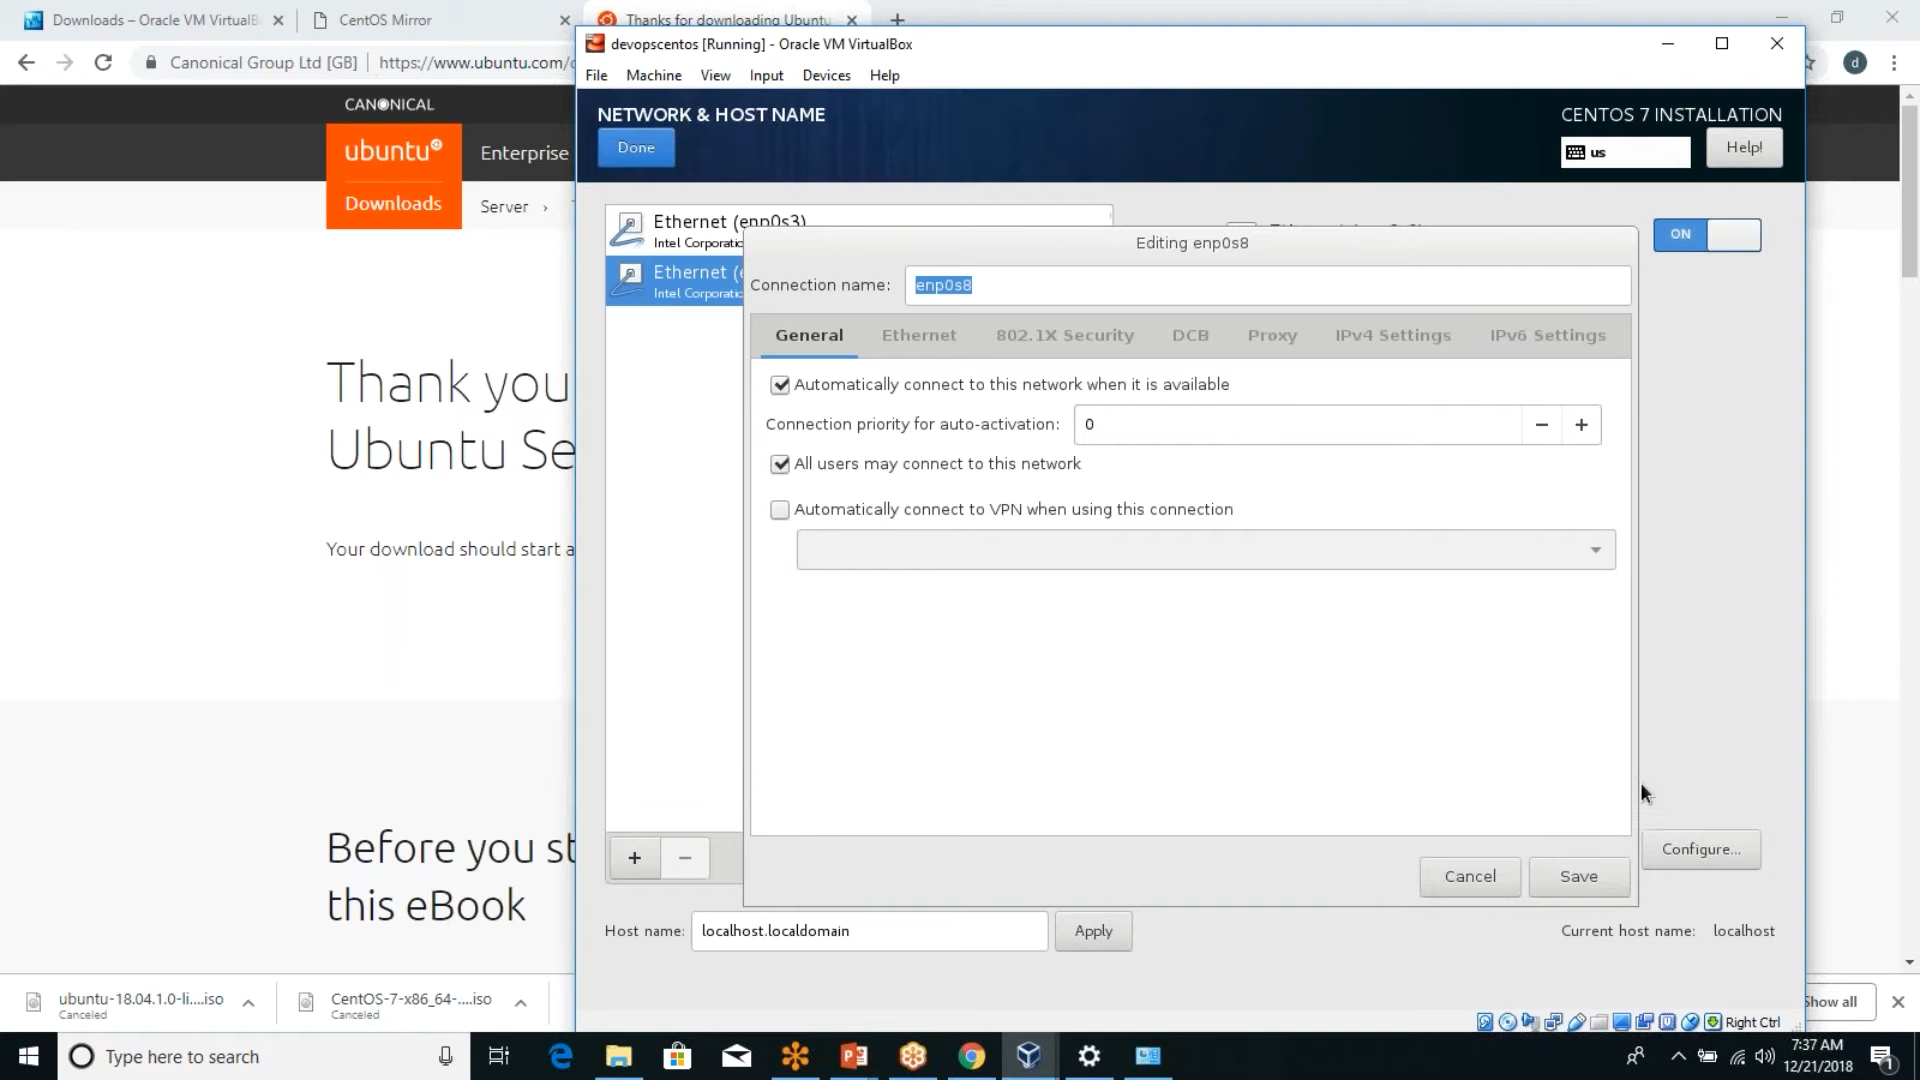 Downloads – Oracle VM VirtualB
CentOS Mirror
Thanks for downloading Ubuntu
Canonical Group Ltd [GB]
https://www.ubuntu.com/
d
CANONICAL
ubuntu
Downloads
Enterprise
Server
Thank you
Ubuntu Se
Your download should start a
Before you st
this eBook
devopscentos [Running] - Oracle VM VirtualBox
File
Machine
View
Input
Devices
Help
NETWORK & HOST NAME
Done
CENTOS 7 INSTALLATION
us
Help!
Ethernet (enp0s3)
Intel Corporatic
Ethernet (e
Intel Corporatic
ON
Editing enp0s8
Connection name:
enp0s8
General
Ethernet
802.1X Security
DCB
Proxy
IPv4 Settings
IPv6 Settings
Automatically connect to this network when it is available
Connection priority for auto-activation:
0
− +
All users may connect to this network
Automatically connect to VPN when using this connection
Cancel
Save
+ −
Configure...
Host name:
localhost.localdomain
Apply
Current host name:
localhost
ubuntu-18.04.1.0-li....iso
Canceled
CentOS-7-x86_64-....iso
Canceled
Show all
Right Ctrl
Type here to search
7:37 AM
12/21/2018
1